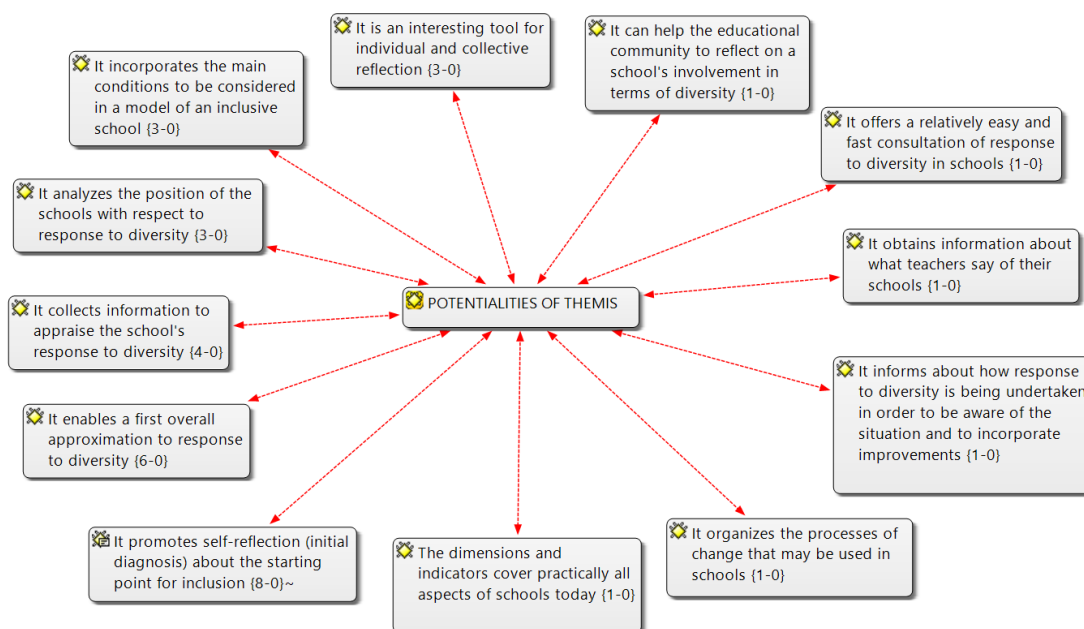 It is an interesting tool for
individual and collective
reflection {3-0}
It can help the educational
community to reflect on a
school's involvement in
terms of diversity {1-0}
It incorporates the main
conditions to be considered
in a model of an inclusive
school {3-0}
It offers a relatively easy and
fast consultation of response
to diversity in schools {1-0}
It analyzes the position of the
schools with respect to
response to diversity {3-0}
It obtains information about
what teachers say of their
schools {1-0}
POTENTIALITIES OF THEMIS
It collects information to
appraise the school's
response to diversity {4-0}
It informs about how response
to diversity is being undertaken
in order to be aware of the
situation and to incorporate
improvements {1-0}
It enables a first overall
approximation to response
to diversity {6-0}
It promotes self-reflection (initial
diagnosis) about the starting
point for inclusion {8-0}~
The dimensions and
indicators cover practically all
aspects of schools today {1-0}
It organizes the processes of
change that may be used in
schools {1-0}